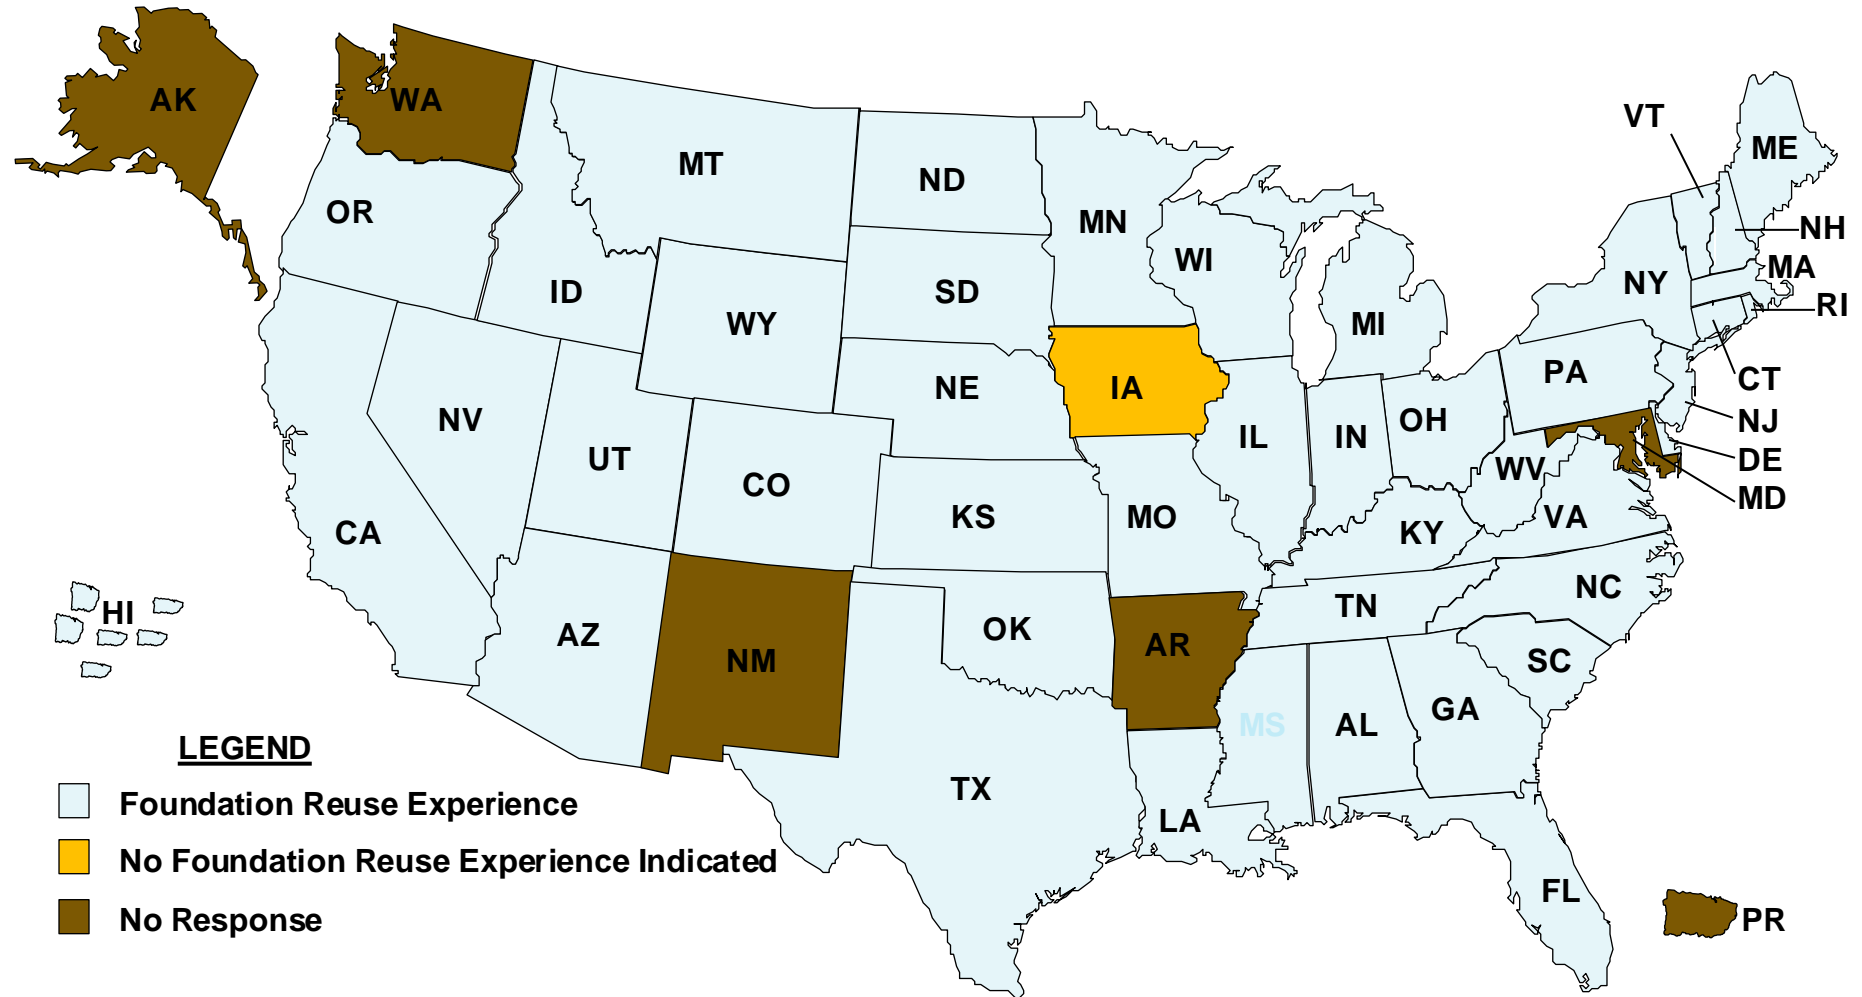 AK
WA
VT
ME
MT
ND
OR
MN
NH
WI
MA
ID
SD
NY
RI
WY
MI
PA
CT
NE
IA
NV
OH
NJ
IL
IN
UT
DE
WV
CO
MD
KS
MO
VA
CA
KY
NC
TN
HI
OK
AZ
AR
SC
NM
GA
MS
AL
LEGEND
TX
Foundation Reuse Experience
LA
No Foundation Reuse Experience Indicated
FL
No Response
PR